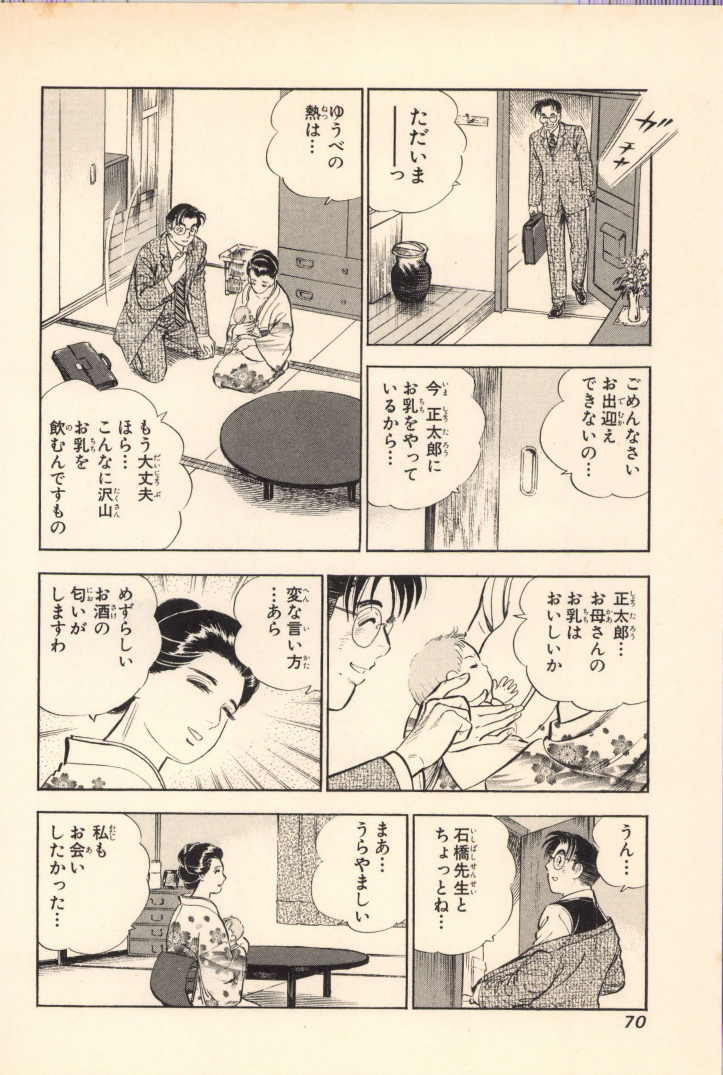 ガチャ
ただいま
――っ
ごめんなさい
お出迎え
できないの…
今 正太郎に
お乳をやって
いるから…
ゆうべの
熱は…
もう大丈夫
ほら…
こんなに沢山
お乳を
飲むんですもの
正太郎…
お母さんの
お乳は
おいしいか
変な言い方
…あら
めずらしい
お酒の
匂いが
しますわ
うん…
石橋先生と
ちょっとね…
まあ…
うらやましい
私も
お会い
したかった…
70